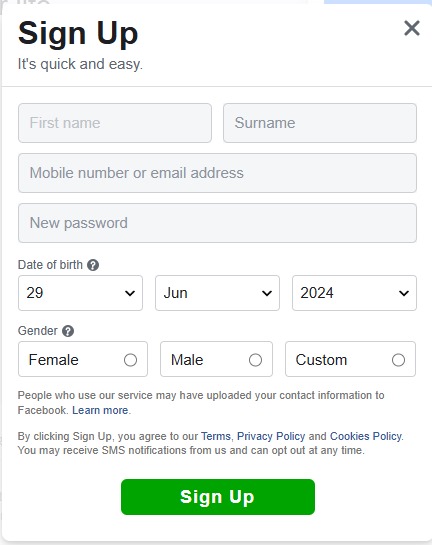 Sign Up
It's quick and easy.
First name Surname
Mobile number or email address
New password
Date of birth ?
29 Jun 2024
Gender ?
Female Male Custom
People who use our service may have uploaded your contact information to
Facebook. Learn more.
By clicking Sign Up, you agree to our Terms, Privacy Policy and Cookies Policy.
You may receive SMS notifications from us and can opt out at any time.
Sign Up